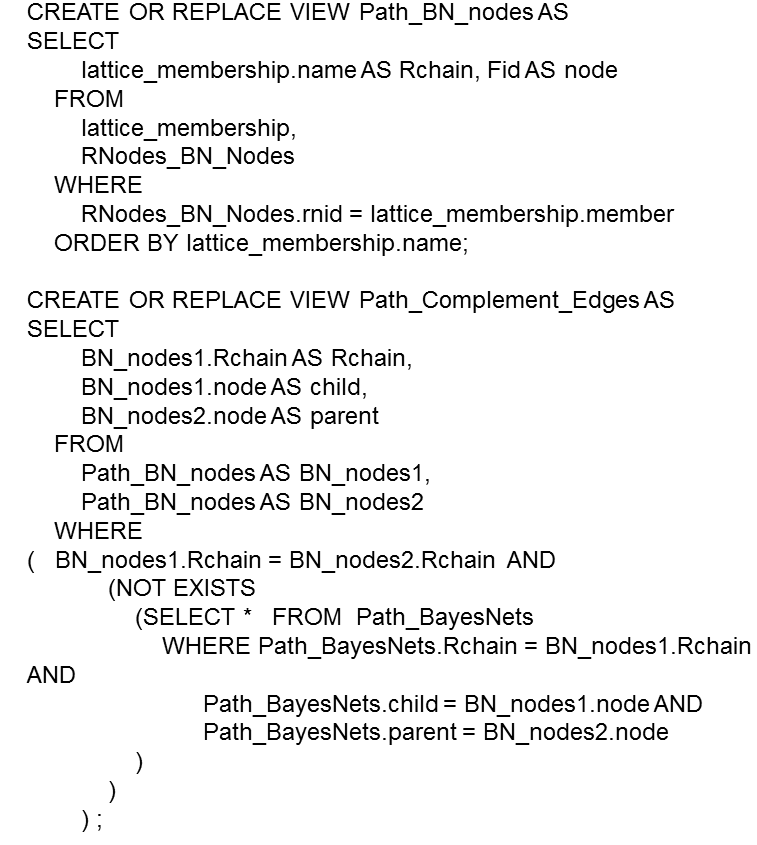 CREATE OR REPLACE VIEW Path_BN_nodes AS
SELECT
lattice_membership.name AS Rchain, Fid AS node
FROM
lattice_membership,
RNodes_BN_Nodes
WHERE
RNodes_BN_Nodes.rnid = lattice_membership.member
ORDER BY lattice_membership.name;
CREATE OR REPLACE VIEW Path_Complement_Edges AS
SELECT
BN_nodes1.Rchain AS Rchain,
BN_nodes1.node AS child,
BN_nodes2.node AS parent
FROM
Path_BN_nodes AS BN_nodes1,
Path_BN_nodes AS BN_nodes2
WHERE
( BN_nodes1.Rchain = BN_nodes2.Rchain AND
(NOT EXISTS
(SELECT * FROM Path_BayesNets
WHERE Path_BayesNets.Rchain = BN_nodes1.Rchain
AND
Path_BayesNets.child = BN_nodes1.node AND
Path_BayesNets.parent = BN_nodes2.node
)
)
) ;